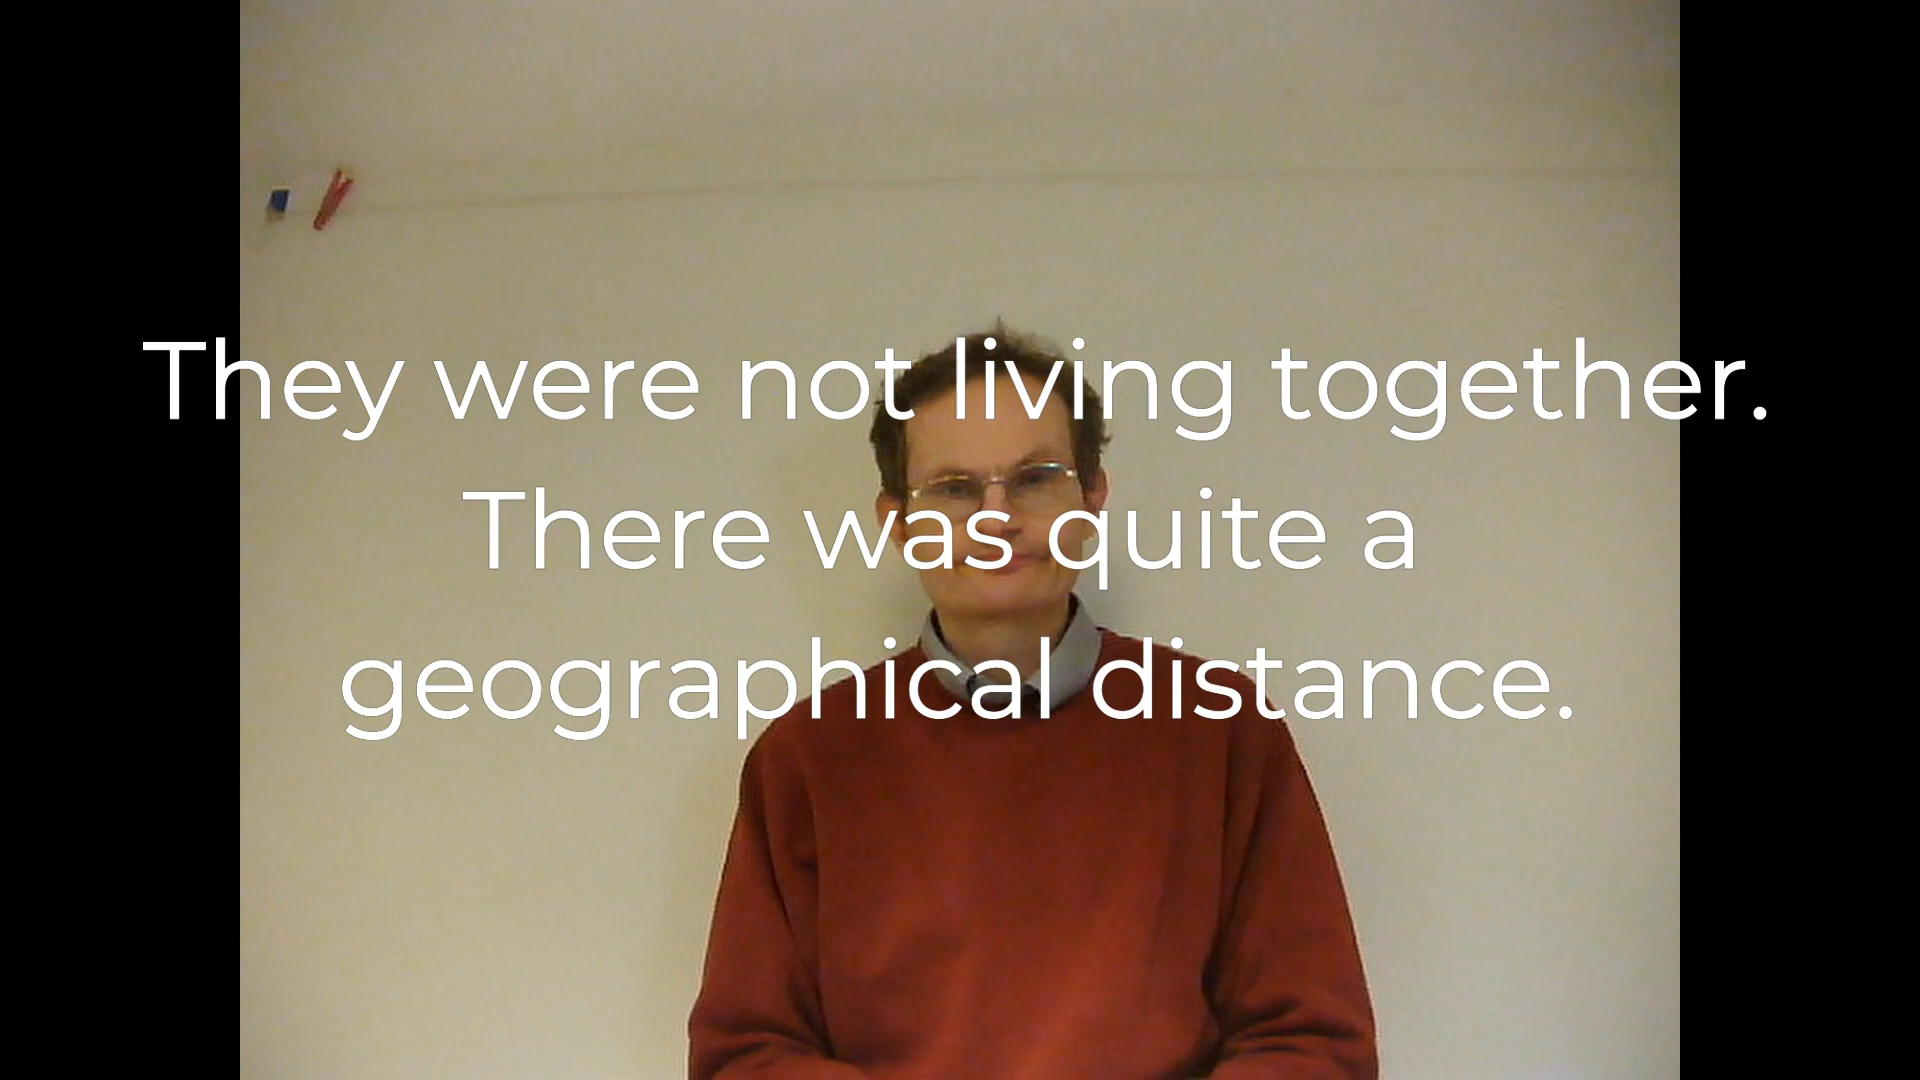 They were not living together.
There was quite a
geographical distance.